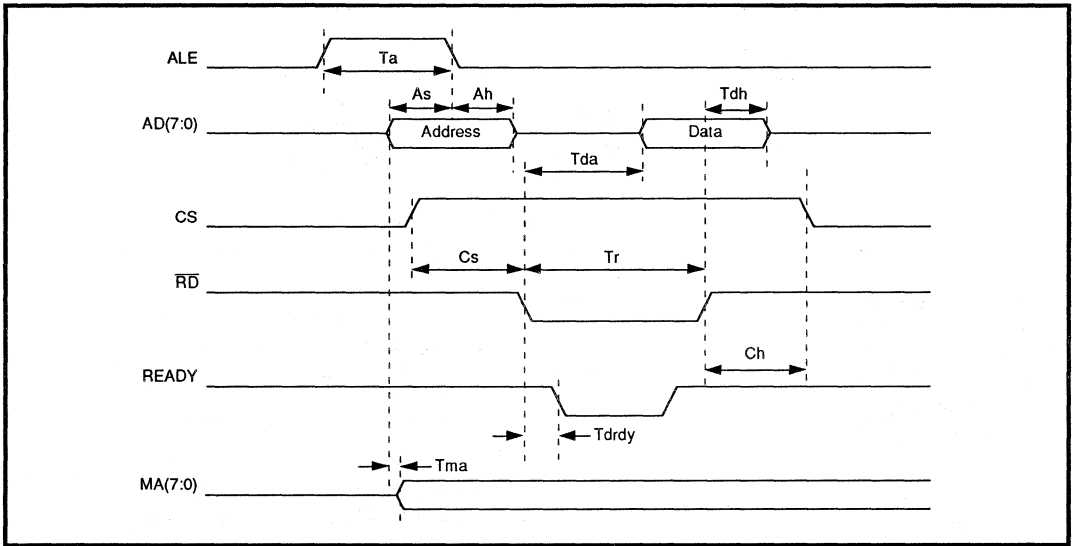 ALE
Ta
As
Ah
Tdh
AD(7:0)
Address
Data
Tda
CS
Cs
Tr
RD
Ch
READY
Tdrdy
Tma
MA(7:0)